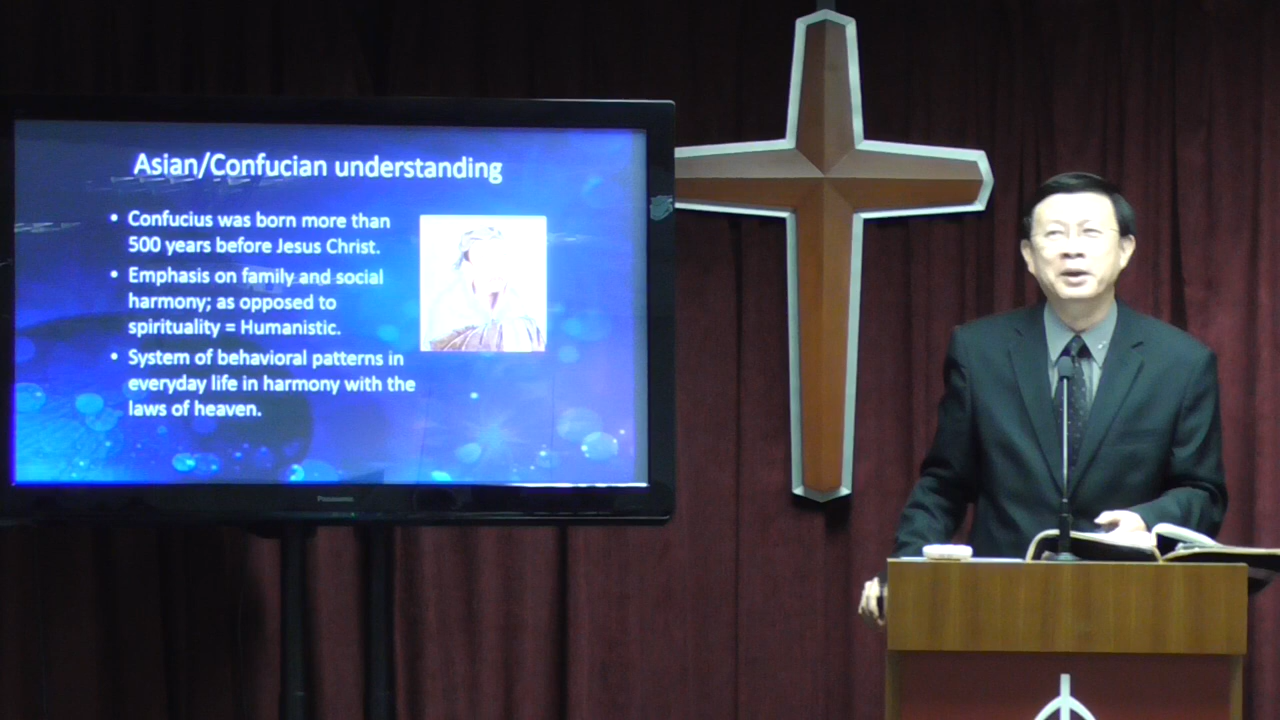 Asian/Confucian understanding
• Confucius was born more than
500 years before Jesus Christ.
• Emphasis on family and social
harmony; as opposed to
spirituality = Humanistic.
• System of behavioral patterns in
everyday life in harmony with the
laws of heaven.
Panasonic